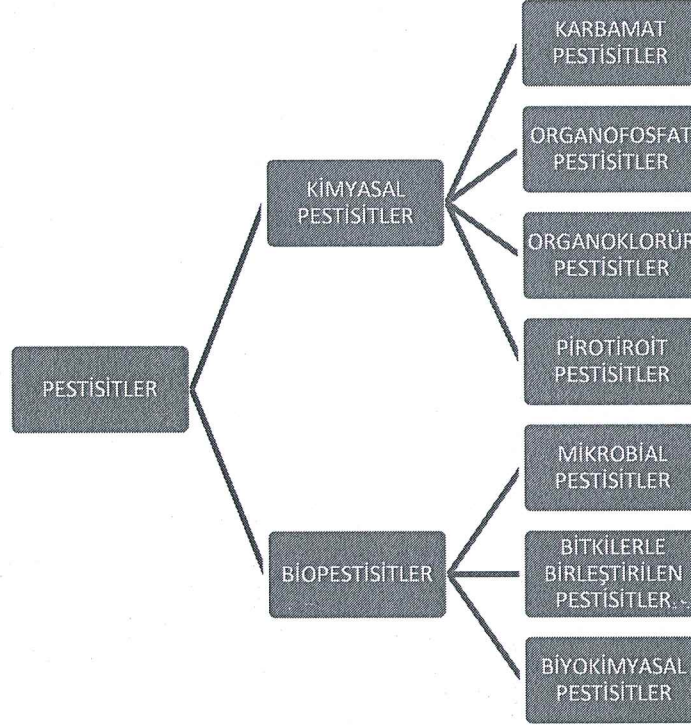 KARBAMAT
PESTİSİTLER
ORGANOFOSFAT
PESTİSİTLER
KİMYASAL
PESTİSİTLER
ORGANOKLORÜR
PESTİSİTLER
PİROTİROİT
PESTİSİTLER
PESTİSİTLER
MİKROBİAL
PESTİSİTLER
BİOPESTİSİTLER
BİTKİLERLE
BİRLEŞTİRİLEN
PESTİSİTLER
BİYOKİMYASAL
PESTİSİTLER